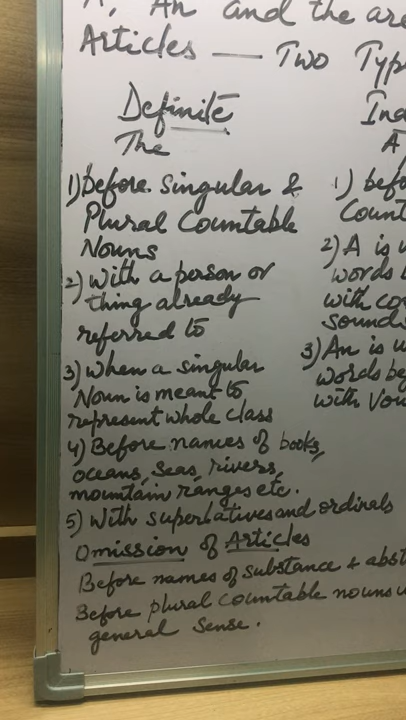 A, An and the are
Articles — Two Typ
Definite
The
1) before singular &
Plural Countable
Nouns
2) with a person or
thing already
referred to
3) when a singular
Noun is meant to
represent whole class
4) Before names of books,
oceans, seas, rivers,
mountain ranges etc.
5) With superlatives and ordinals
Ind
A
1) befo
Count
2) A is u
words b
with co
sounds
3) An is u
words be
with Vow
Omission of Articles
Before names of substance & abst
Before plural countable nouns u
general sense.